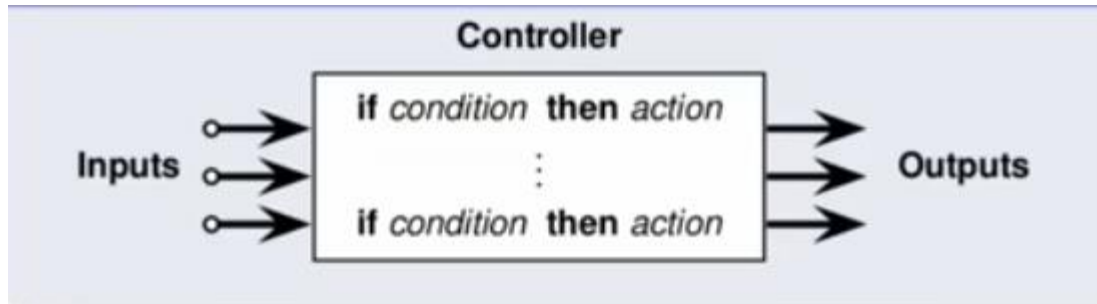 Controller
if condition then action
Inputs
⋮
Outputs
if condition then action